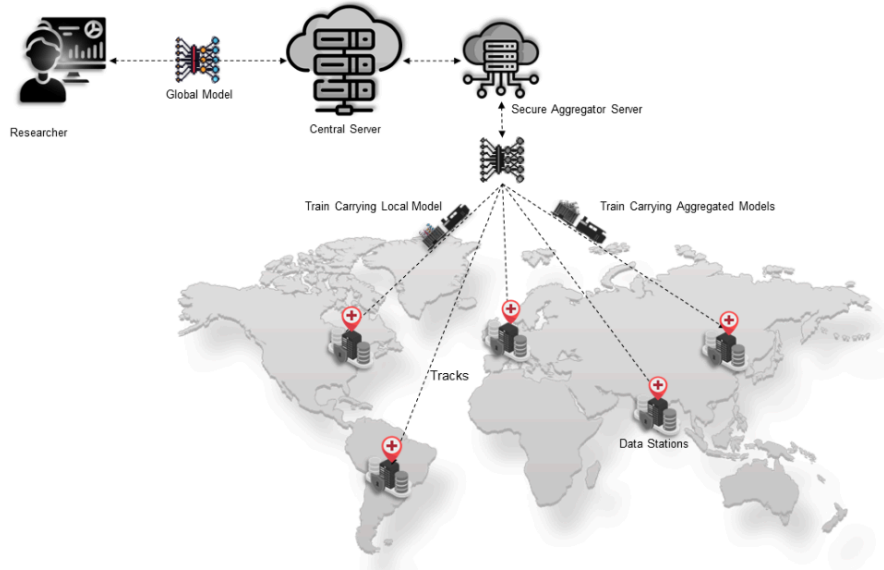 Global Model
Secure Aggregator Server
Researcher
Central Server
Train Carrying Local Model
Train Carrying Aggregated Models
Tracks
Data Stations